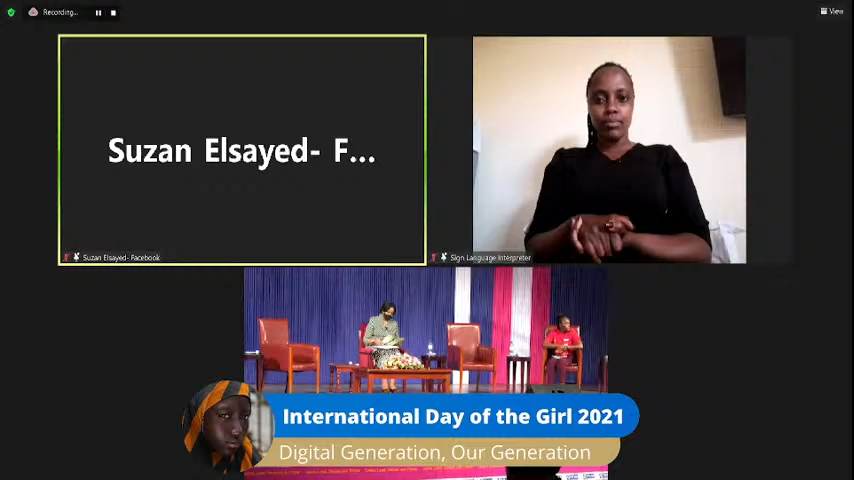 Recording...
View
Suzan Elsayed- F...
Suzan Elsayed- Facebook
Sign Language Interpreter
International Day of the Girl 2021
Digital Generation, Our Generation